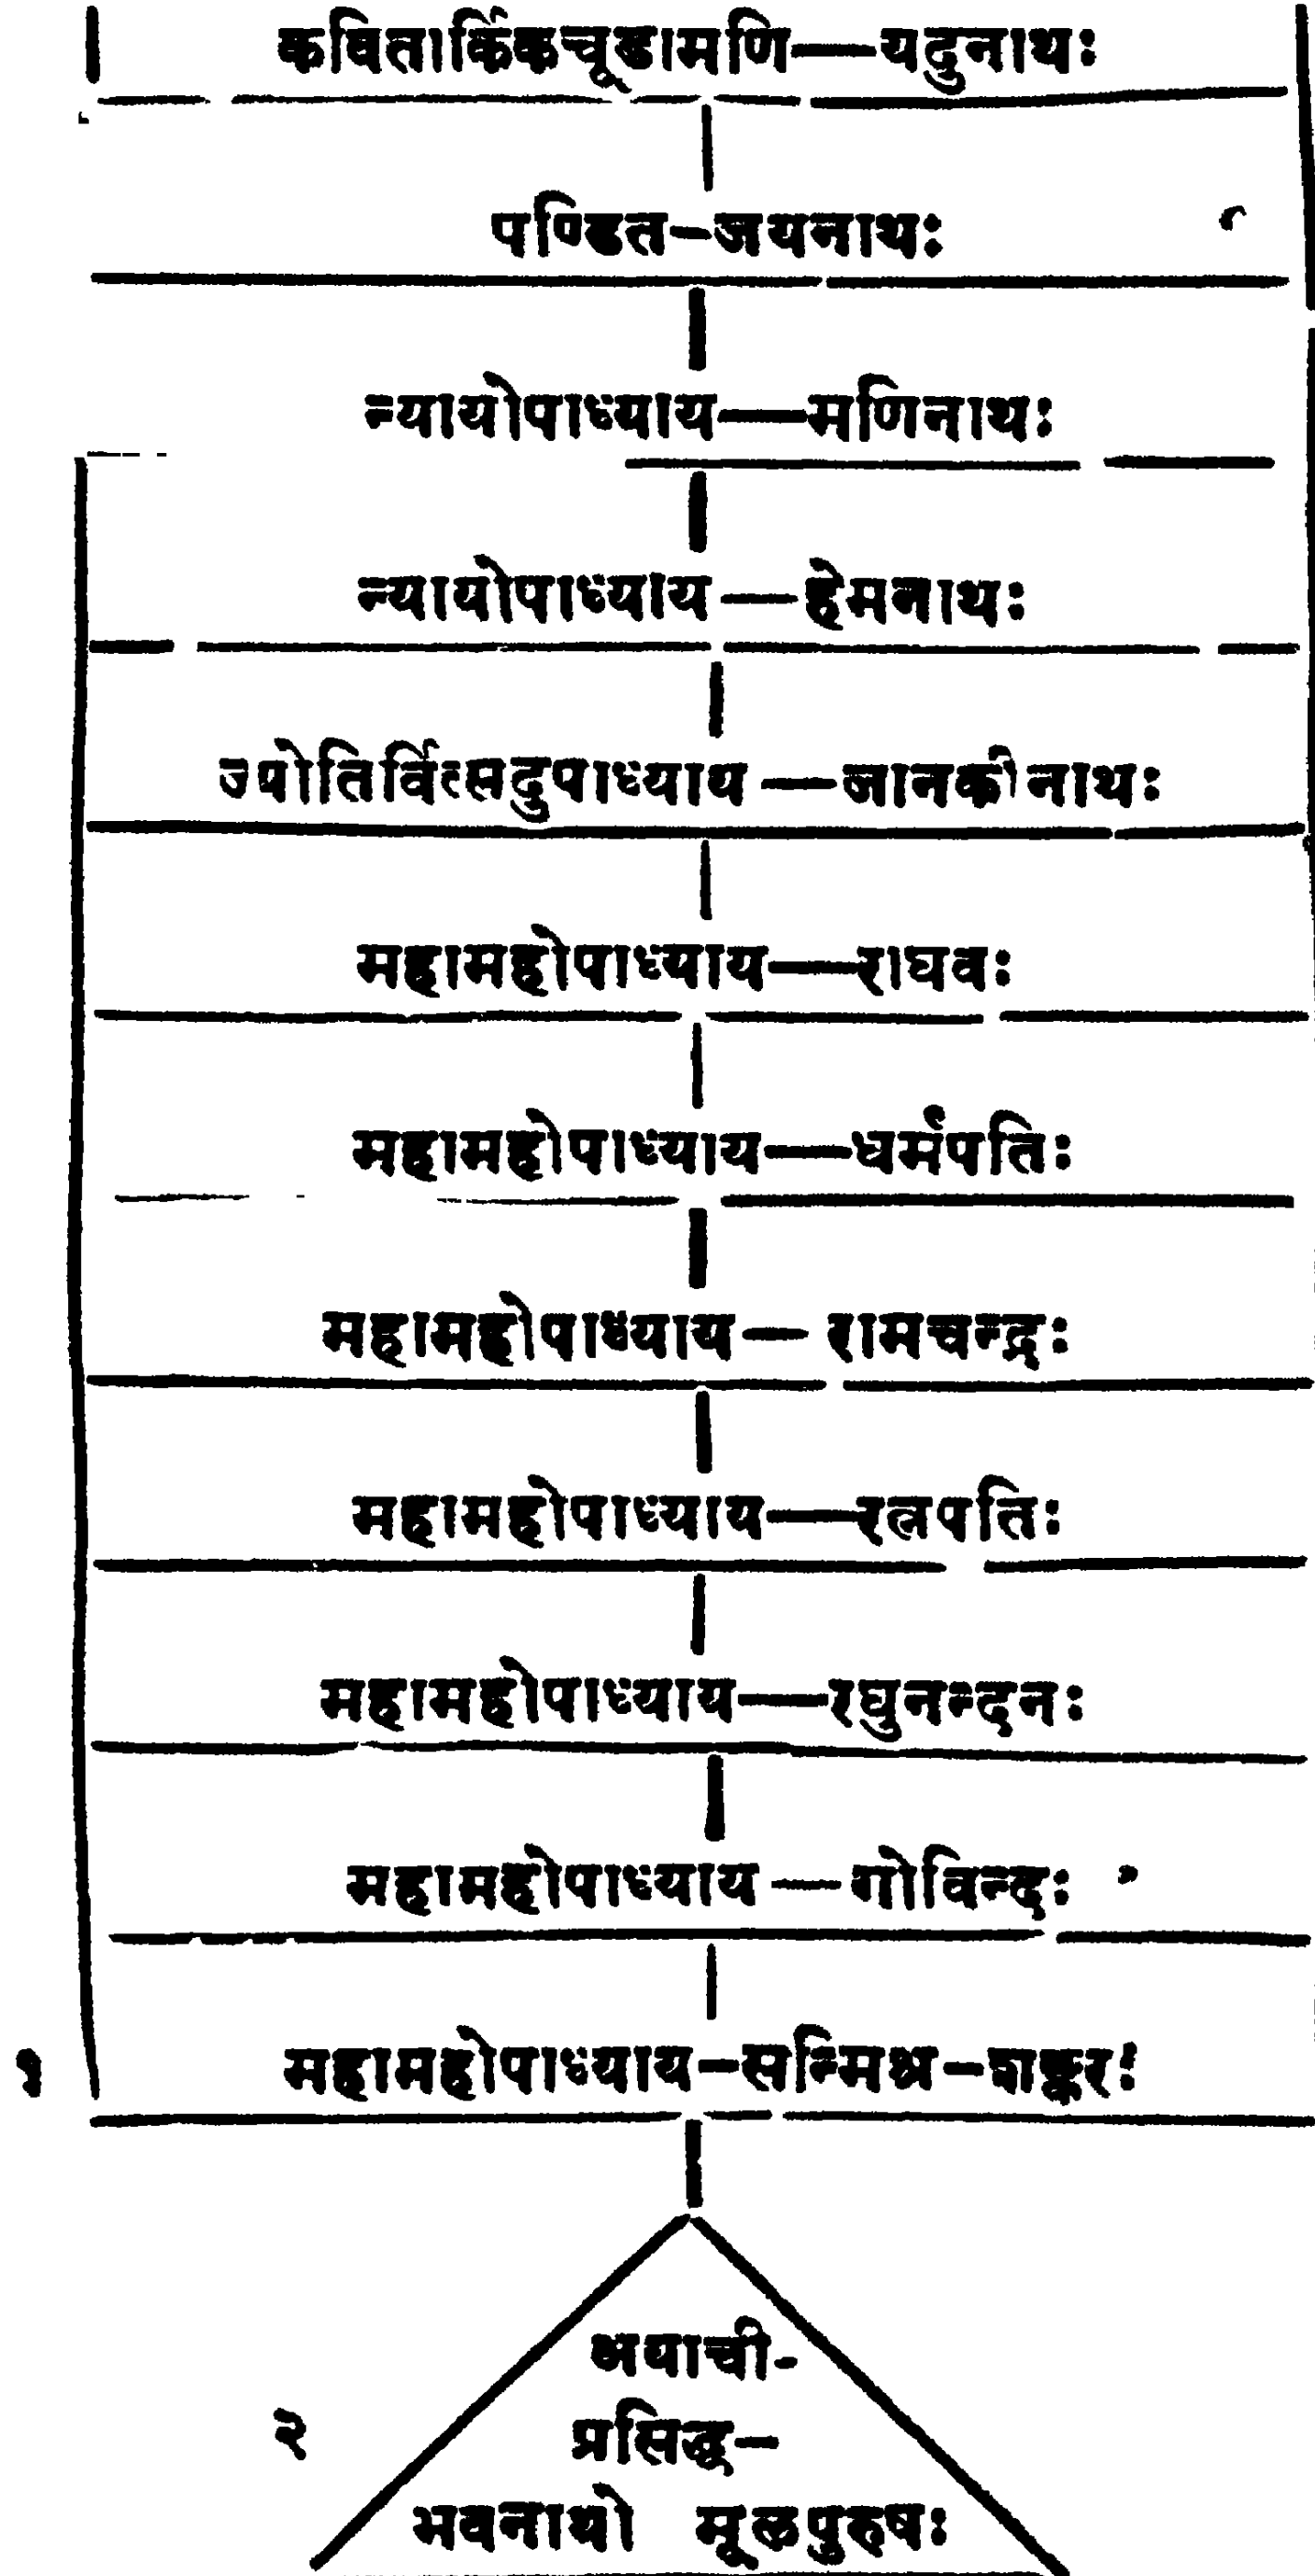 कवितार्किकचूडामणि—यदुनाथः
पण्डित-जयनाथः
न्यायोपाध्याय—मणिनाथः
न्यायोपाध्याय—हेमनाथः
ज्योतिर्वित्सदुपाध्याय—जानकीनाथः
महामहोपाध्याय—राघवः
महामहोपाध्याय—धर्मपतिः
महामहोपाध्याय— रामचन्द्रः
महामहोपाध्याय—रत्नपतिः
महामहोपाध्याय—रघुनन्दनः
महामहोपाध्याय—गोविन्दः
१ महामहोपाध्याय-सन्मिश्र-शङ्करः
अयाची-
२ प्रसिद्ध-
भवनाथो मूलपुरुषः